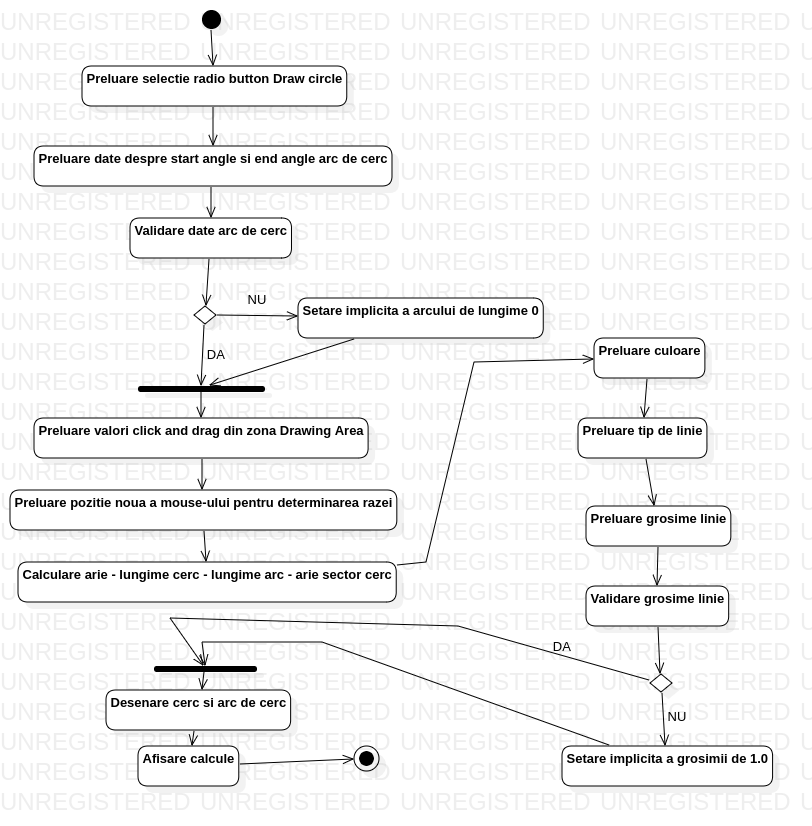 Preluare selectie radio button Draw circle
Preluare date despre start angle si end angle arc de cerc
Validare date arc de cerc
NU
Setare implicita a arcului de lungime 0
DA
Preluare valori click and drag din zona Drawing Area
Preluare pozitie noua a mouse-ului pentru determinarea razei
Calculare arie - lungime cerc - lungime arc - arie sector cerc
Preluare culoare
Preluare tip de linie
Preluare grosime linie
Validare grosime linie
DA
NU
Setare implicita a grosimii de 1.0
Desenare cerc si arc de cerc
Afisare calcule
UNREGISTERED UNREGISTERED UNREGISTERED UNREGISTERED